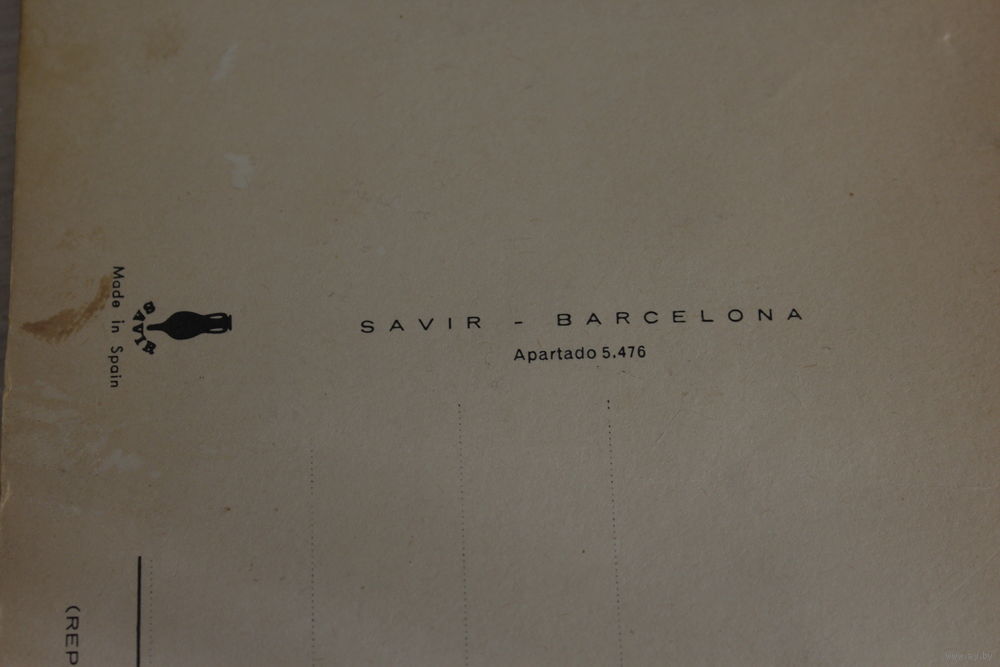 SAVIR - BARCELONA
Apartado 5.476
SAVIR
Made in Spain
(REP